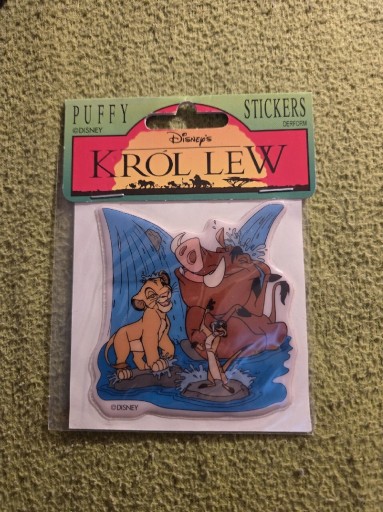 PUFFY STICKERS
©DISNEY DERFORM
Disney's
KRÓL LEW
©DISNEY